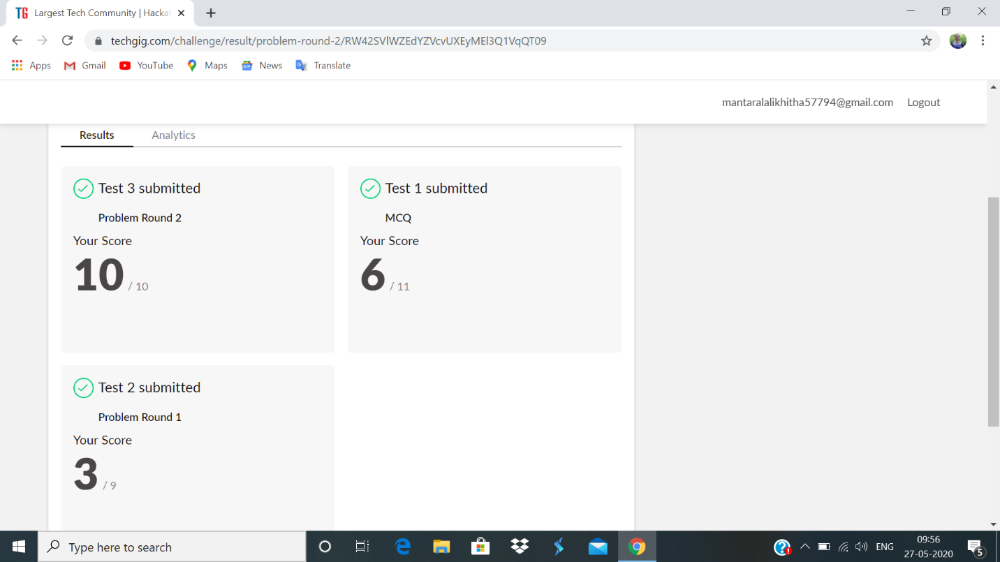 TG Largest Tech Community | Hacka
techgig.com/challenge/result/problem-round-2/RW42SVlWZEdYZVcvUXEyMEl3Q1VqQT09
Apps Gmail YouTube Maps News Translate
mantaralalikhitha57794@gmail.com Logout
Results Analytics
Test 3 submitted
Problem Round 2
Your Score
10 / 10
Test 1 submitted
MCQ
Your Score
6 / 11
Test 2 submitted
Problem Round 1
Your Score
3 / 9
Type here to search
ENG
09:56
27-05-2020
5